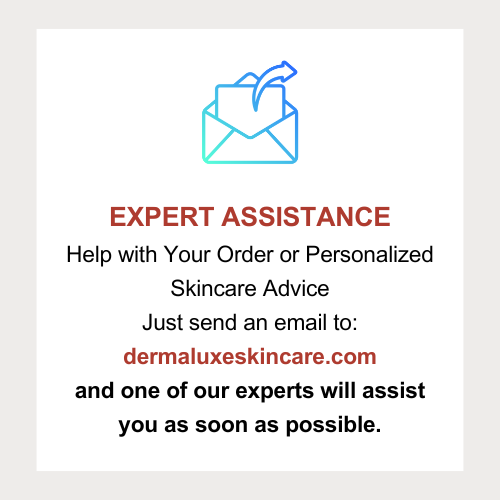 EXPERT ASSISTANCE
Help with Your Order or Personalized
Skincare Advice
Just send an email to:
dermaluxeskincare.com
and one of our experts will assist
you as soon as possible.